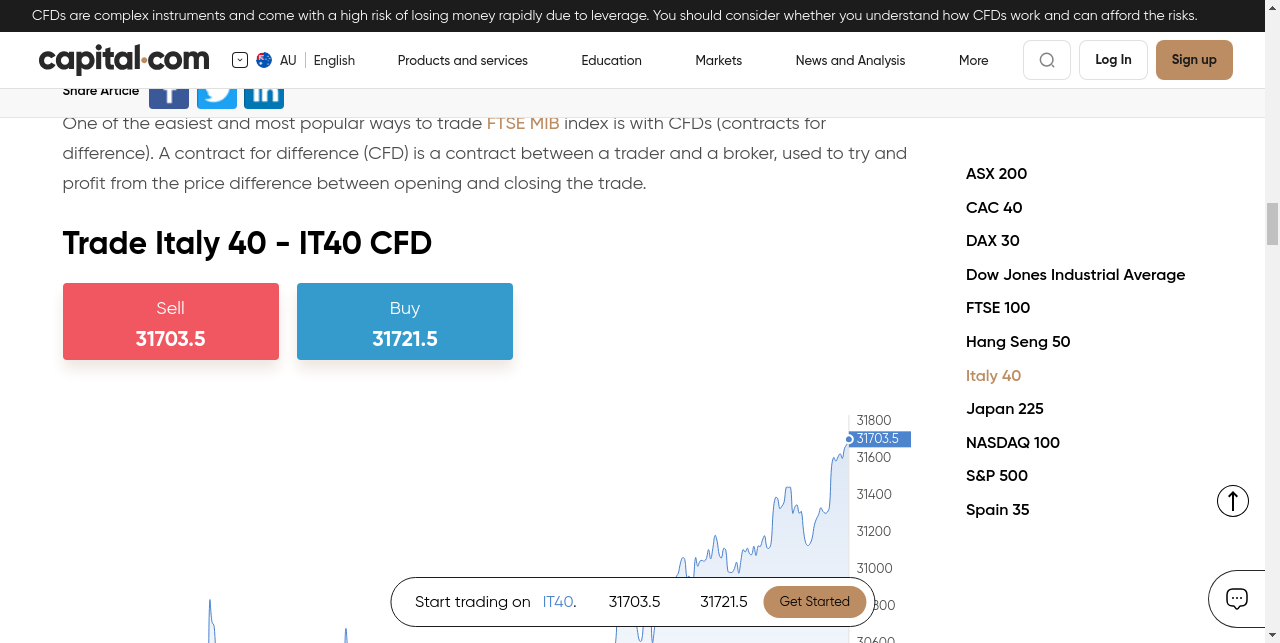 CFDs are complex instruments and come with a high risk of losing money rapidly due to leverage. You should consider whether you understand how CFDs work and can afford the risks.
capital.com
AU English
Products and services
Education
Markets
News and Analysis
More
Log In
Sign up
Share Article
One of the easiest and most popular ways to trade FTSE MIB index is with CFDs (contracts for
difference). A contract for difference (CFD) is a contract between a trader and a broker, used to try and
profit from the price difference between opening and closing the trade.
Trade Italy 40 - IT40 CFD
Sell
31703.5
Buy
31721.5
31800
31703.5
31600
31400
31200
31000
800
30600
Start trading on IT40. 31703.5 31721.5 Get Started
ASX 200
CAC 40
DAX 30
Dow Jones Industrial Average
FTSE 100
Hang Seng 50
Italy 40
Japan 225
NASDAQ 100
S&P 500
Spain 35